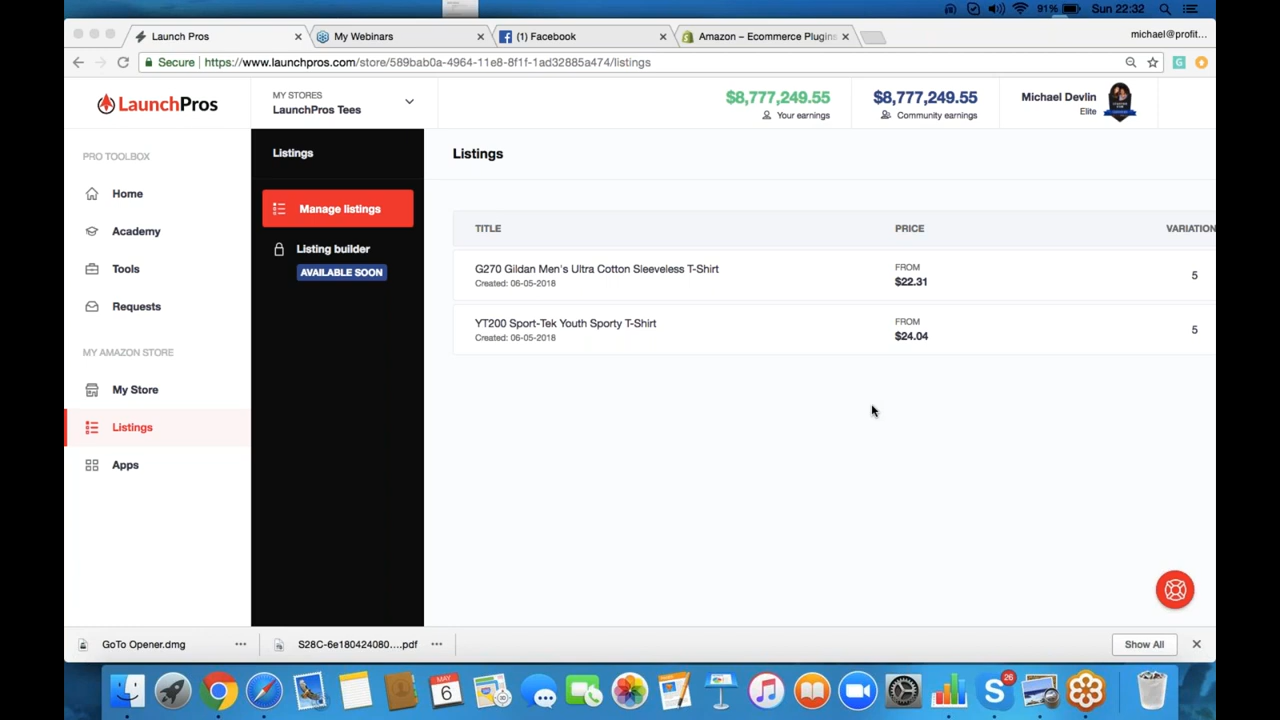 91%
Sun 22:32
Launch Pros
My Webinars
(1) Facebook
Amazon – Ecommerce Plugins
michael@profit...
Secure
https://www.launchpros.com/store/589bab0a-4964-11e8-8f1f-1ad32885a474/listings
LaunchPros
MY STORES
LaunchPros Tees
$8,777,249.55
Your earnings
$8,777,249.55
Community earnings
Michael Devlin
Elite
PRO TOOLBOX
Home
Academy
Tools
Requests
MY AMAZON STORE
My Store
Listings
Apps
Listings
Manage listings
Listing builder
AVAILABLE SOON
Listings
TITLE
PRICE
VARIATION
G270 Gildan Men's Ultra Cotton Sleeveless T-Shirt
Created: 06-05-2018
FROM
$22.31
5
YT200 Sport-Tek Youth Sporty T-Shirt
Created: 06-05-2018
FROM
$24.04
5
GoTo Opener.dmg
S28C-6e180424080....pdf
Show All
MAY
6
26